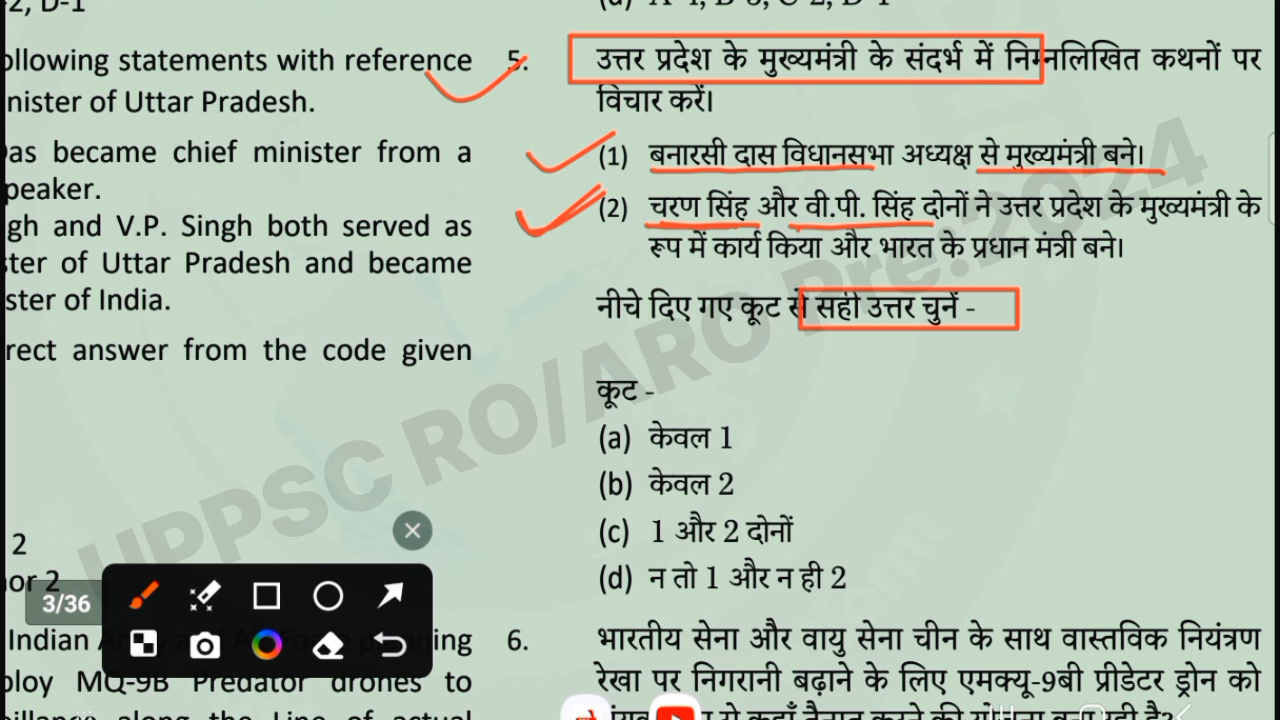 -2, D-1
ollowing statements with reference
nister of Uttar Pradesh.
Das became chief minister from a
peaker.
gh and V.P. Singh both served as
ster of Uttar Pradesh and became
ster of India.
rrect answer from the code given
2
nor 2
3/36
Indian
planning
ploy MQ-9B Predator drones to
5. उत्तर प्रदेश के मुख्यमंत्री के संदर्भ में निम्नलिखित कथनों पर
विचार करें।
(1) बनारसी दास विधानसभा अध्यक्ष से मुख्यमंत्री बने।
(2) चरण सिंह और वी.पी. सिंह दोनों ने उत्तर प्रदेश के मुख्यमंत्री के
रूप में कार्य किया और भारत के प्रधान मंत्री बने।
नीचे दिए गए कूट से सही उत्तर चुनें -
कूट -
(a) केवल 1
(b) केवल 2
(c) 1 और 2 दोनों
(d) न तो 1 और न ही 2
6. भारतीय सेना और वायु सेना चीन के साथ वास्तविक नियंत्रण
रेखा पर निगरानी बढ़ाने के लिए एमक्यू-9बी प्रीडेटर ड्रोन को
UPPSC RO/ARO Pre. 2024